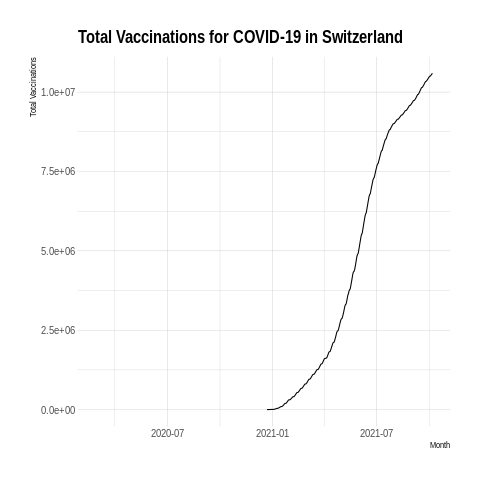 Total Vaccinations for COVID-19 in Switzerland
Total Vaccinations
1.0e+07
7.5e+06
5.0e+06
2.5e+06
0.0e+00
2020-07
2021-01
2021-07
Month